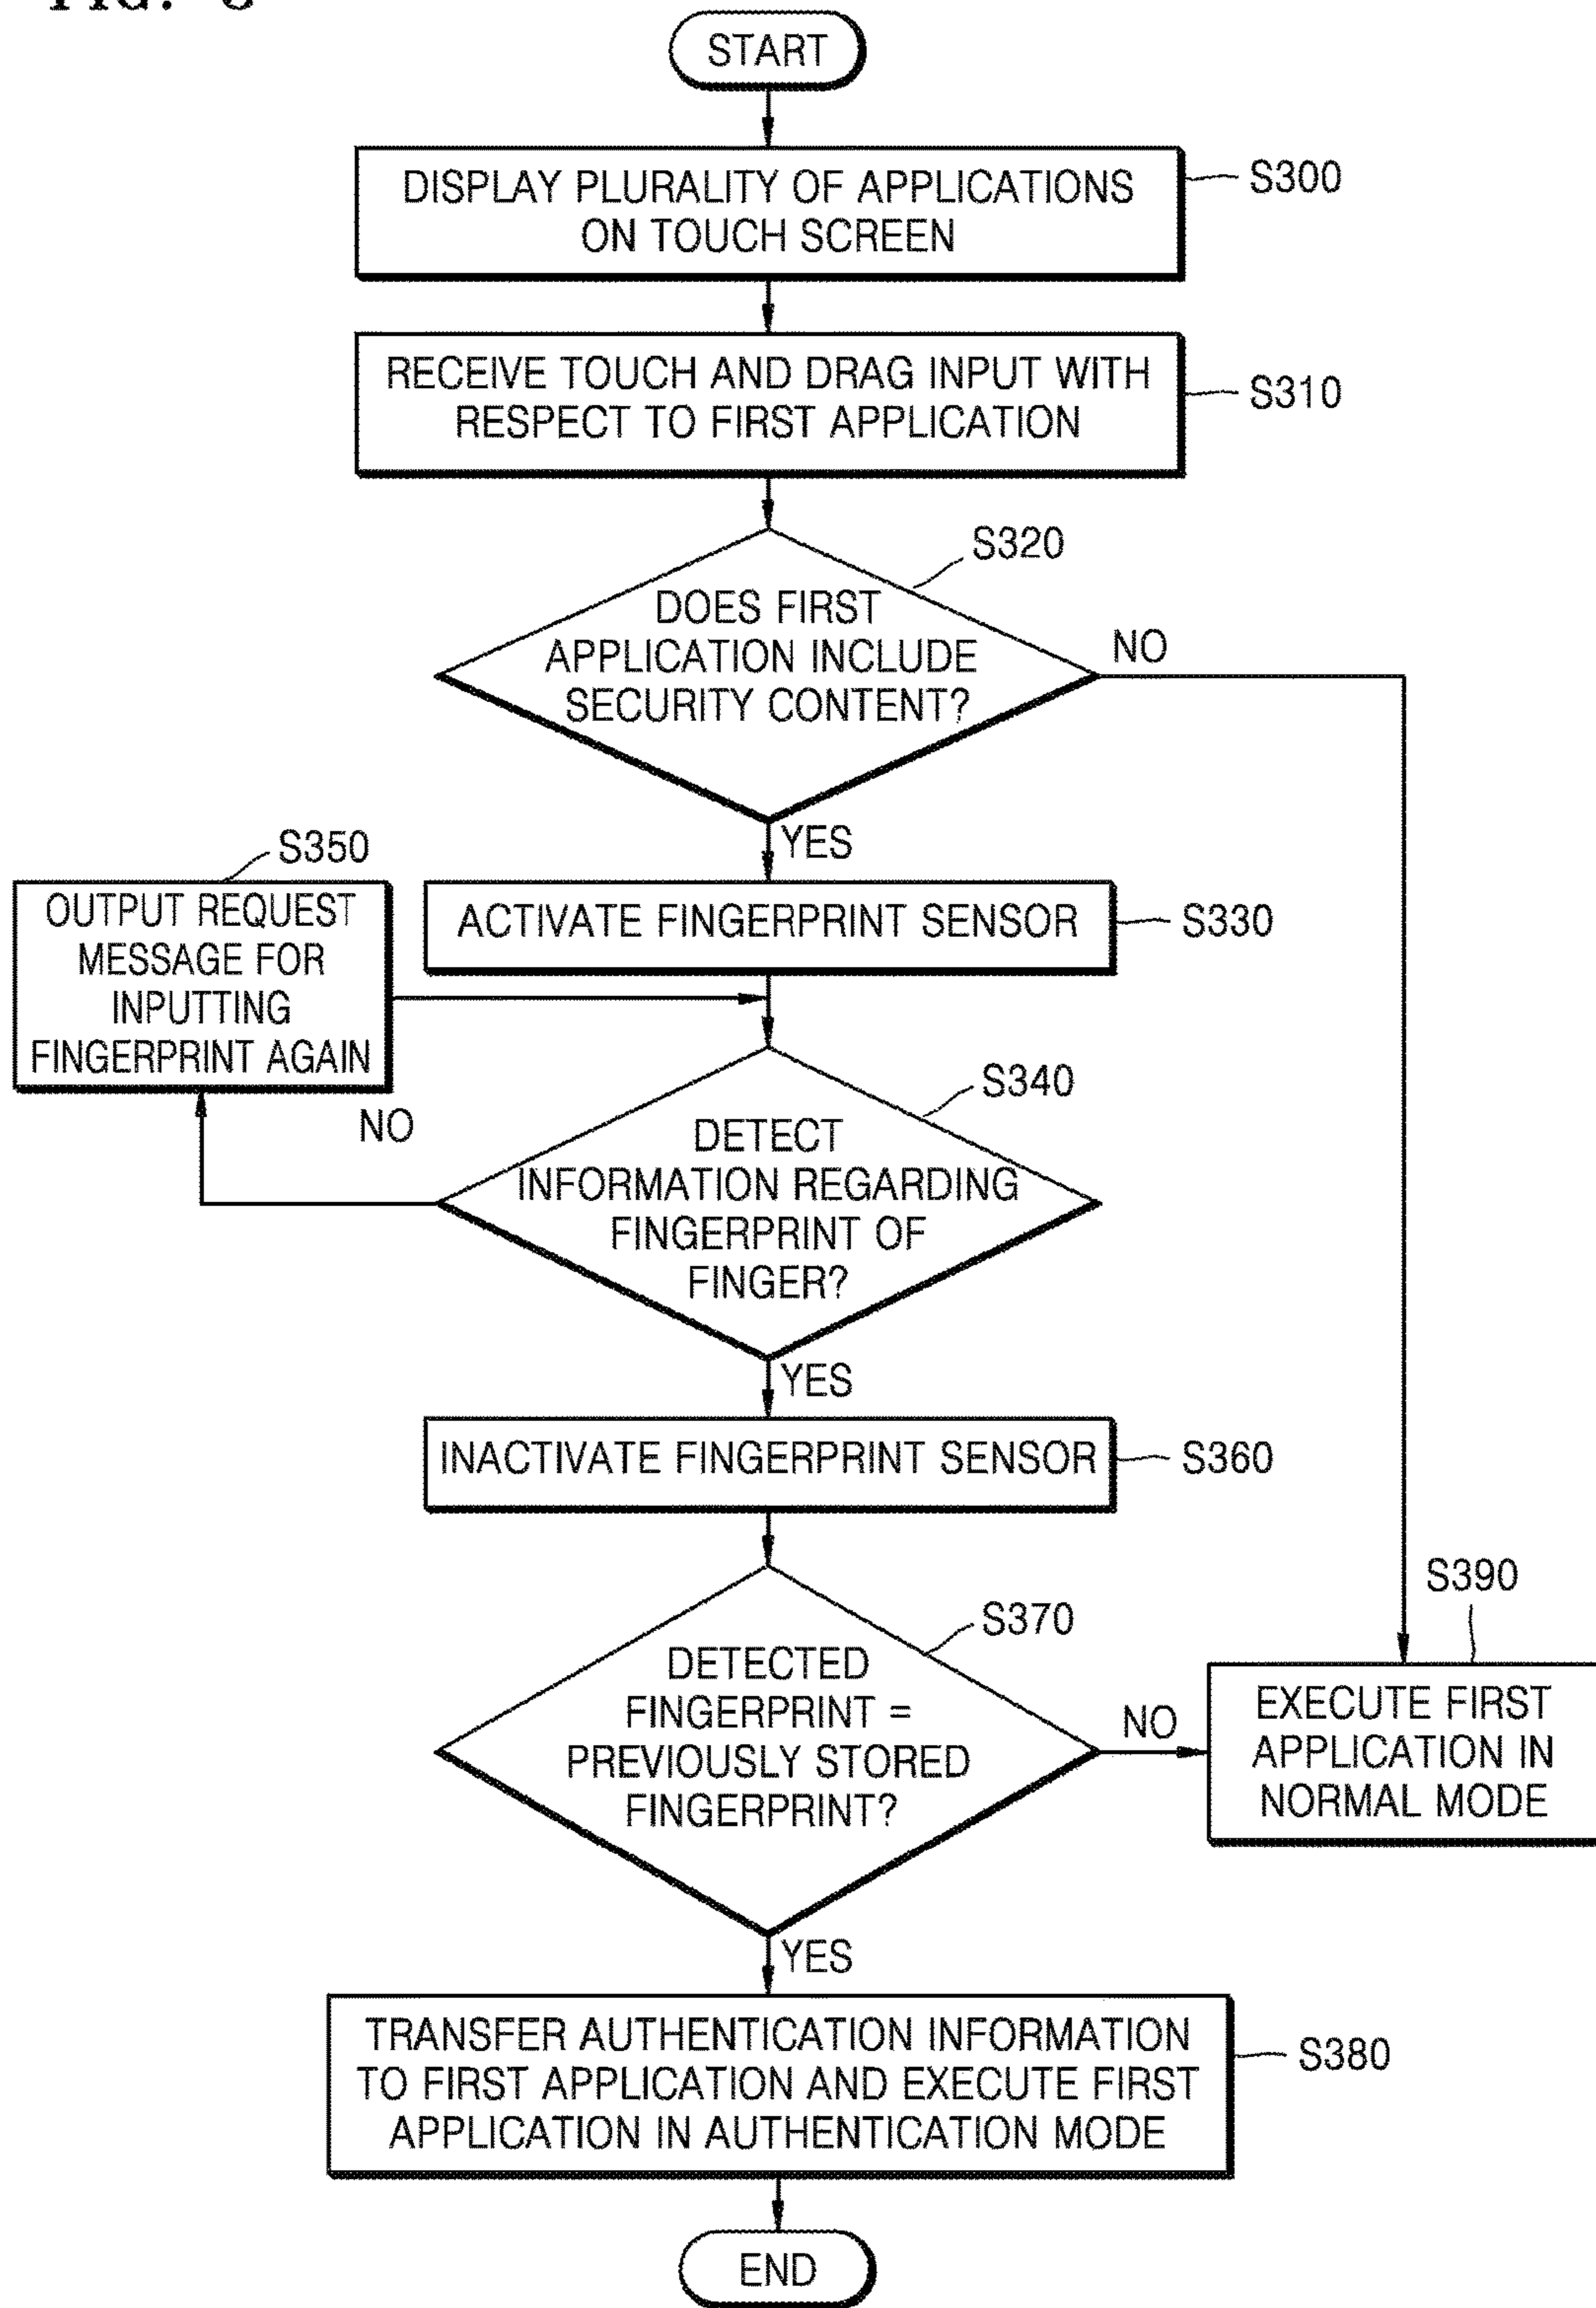 START
DISPLAY PLURALITY OF APPLICATIONS
ON TOUCH SCREEN
S300
RECEIVE TOUCH AND DRAG INPUT WITH
RESPECT TO FIRST APPLICATION
S310
S320
DOES FIRST
APPLICATION INCLUDE
SECURITY CONTENT?
NO
YES
S350
OUTPUT REQUEST
MESSAGE FOR
INPUTTING
FINGERPRINT AGAIN
ACTIVATE FINGERPRINT SENSOR
S330
S340
NO
DETECT
INFORMATION REGARDING
FINGERPRINT OF
FINGER?
YES
INACTIVATE FINGERPRINT SENSOR
S360
S370
DETECTED
FINGERPRINT =
PREVIOUSLY STORED
FINGERPRINT?
NO
S390
EXECUTE FIRST
APPLICATION IN
NORMAL MODE
YES
TRANSFER AUTHENTICATION INFORMATION
TO FIRST APPLICATION AND EXECUTE FIRST
APPLICATION IN AUTHENTICATION MODE
S380
END